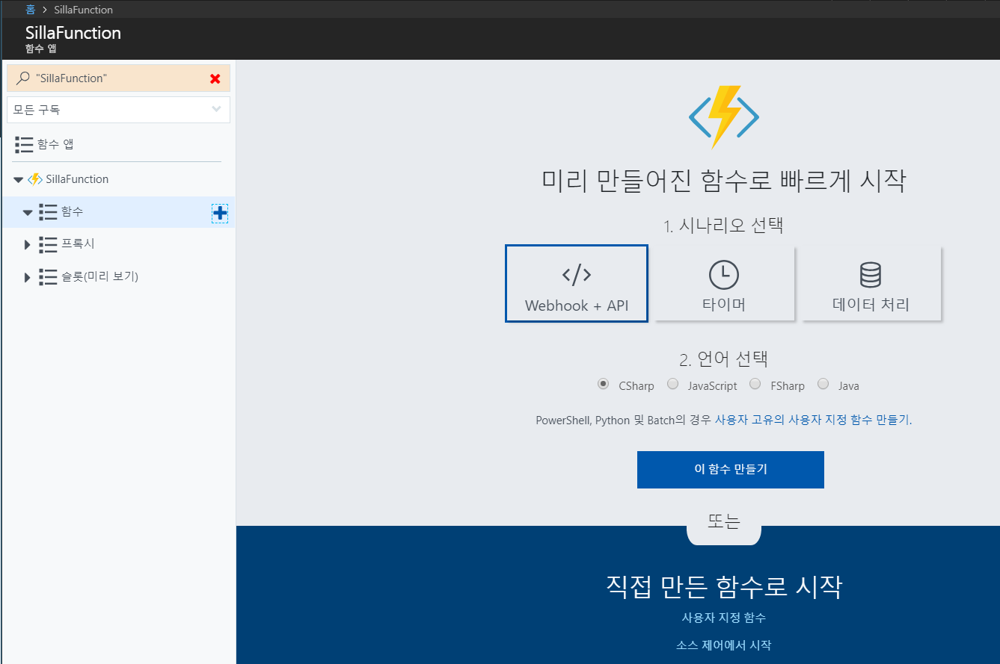 홈 > SillaFunction
SillaFunction
함수 앱
"SillaFunction"
모든 구독
함수 앱
SillaFunction
함수
프록시
슬롯(미리 보기)
미리 만들어진 함수로 빠르게 시작
1. 시나리오 선택
Webhook + API
타이머
데이터 처리
2. 언어 선택
CSharp JavaScript FSharp Java
PowerShell, Python 및 Batch의 경우 사용자 고유의 사용자 지정 함수 만들기.
이 함수 만들기
또는
직접 만든 함수로 시작
사용자 지정 함수
소스 제어에서 시작